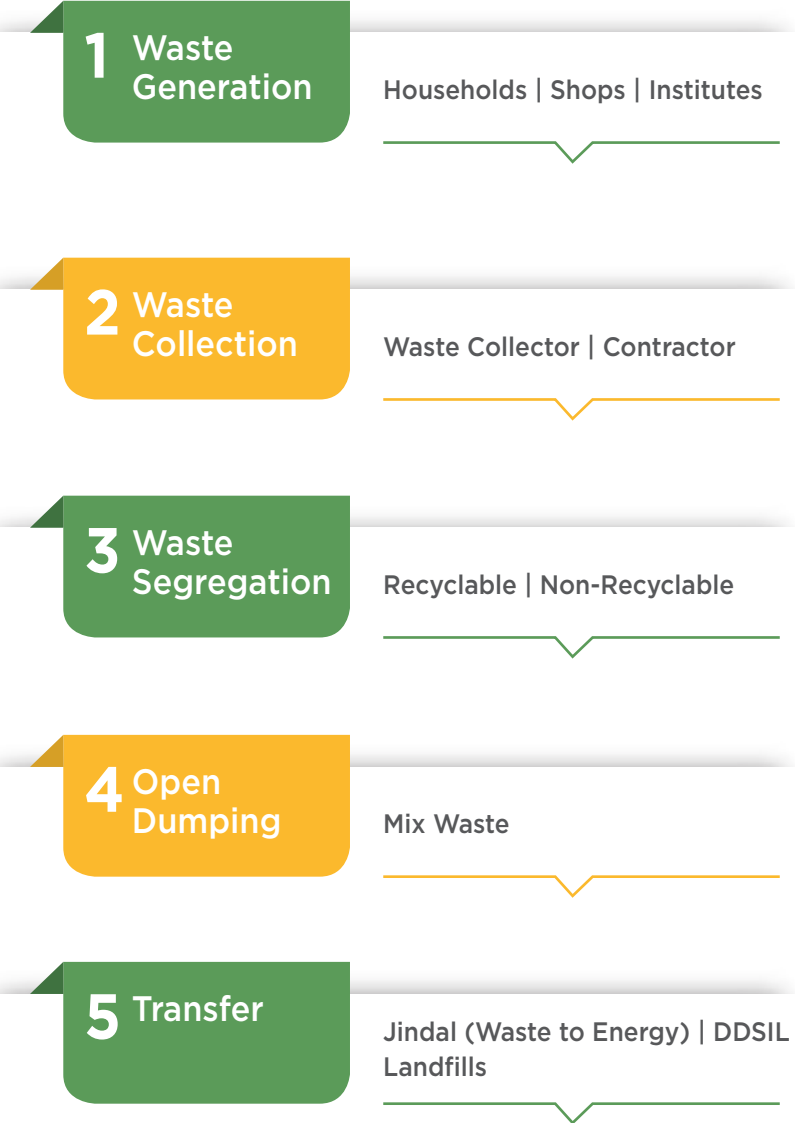 1 Waste
Generation
Households | Shops | Institutes
2 Waste
Collection
Waste Collector | Contractor
3 Waste
Segregation
Recyclable | Non-Recyclable
4 Open
Dumping
Mix Waste
5 Transfer
Jindal (Waste to Energy) | DDSIL
Landfills